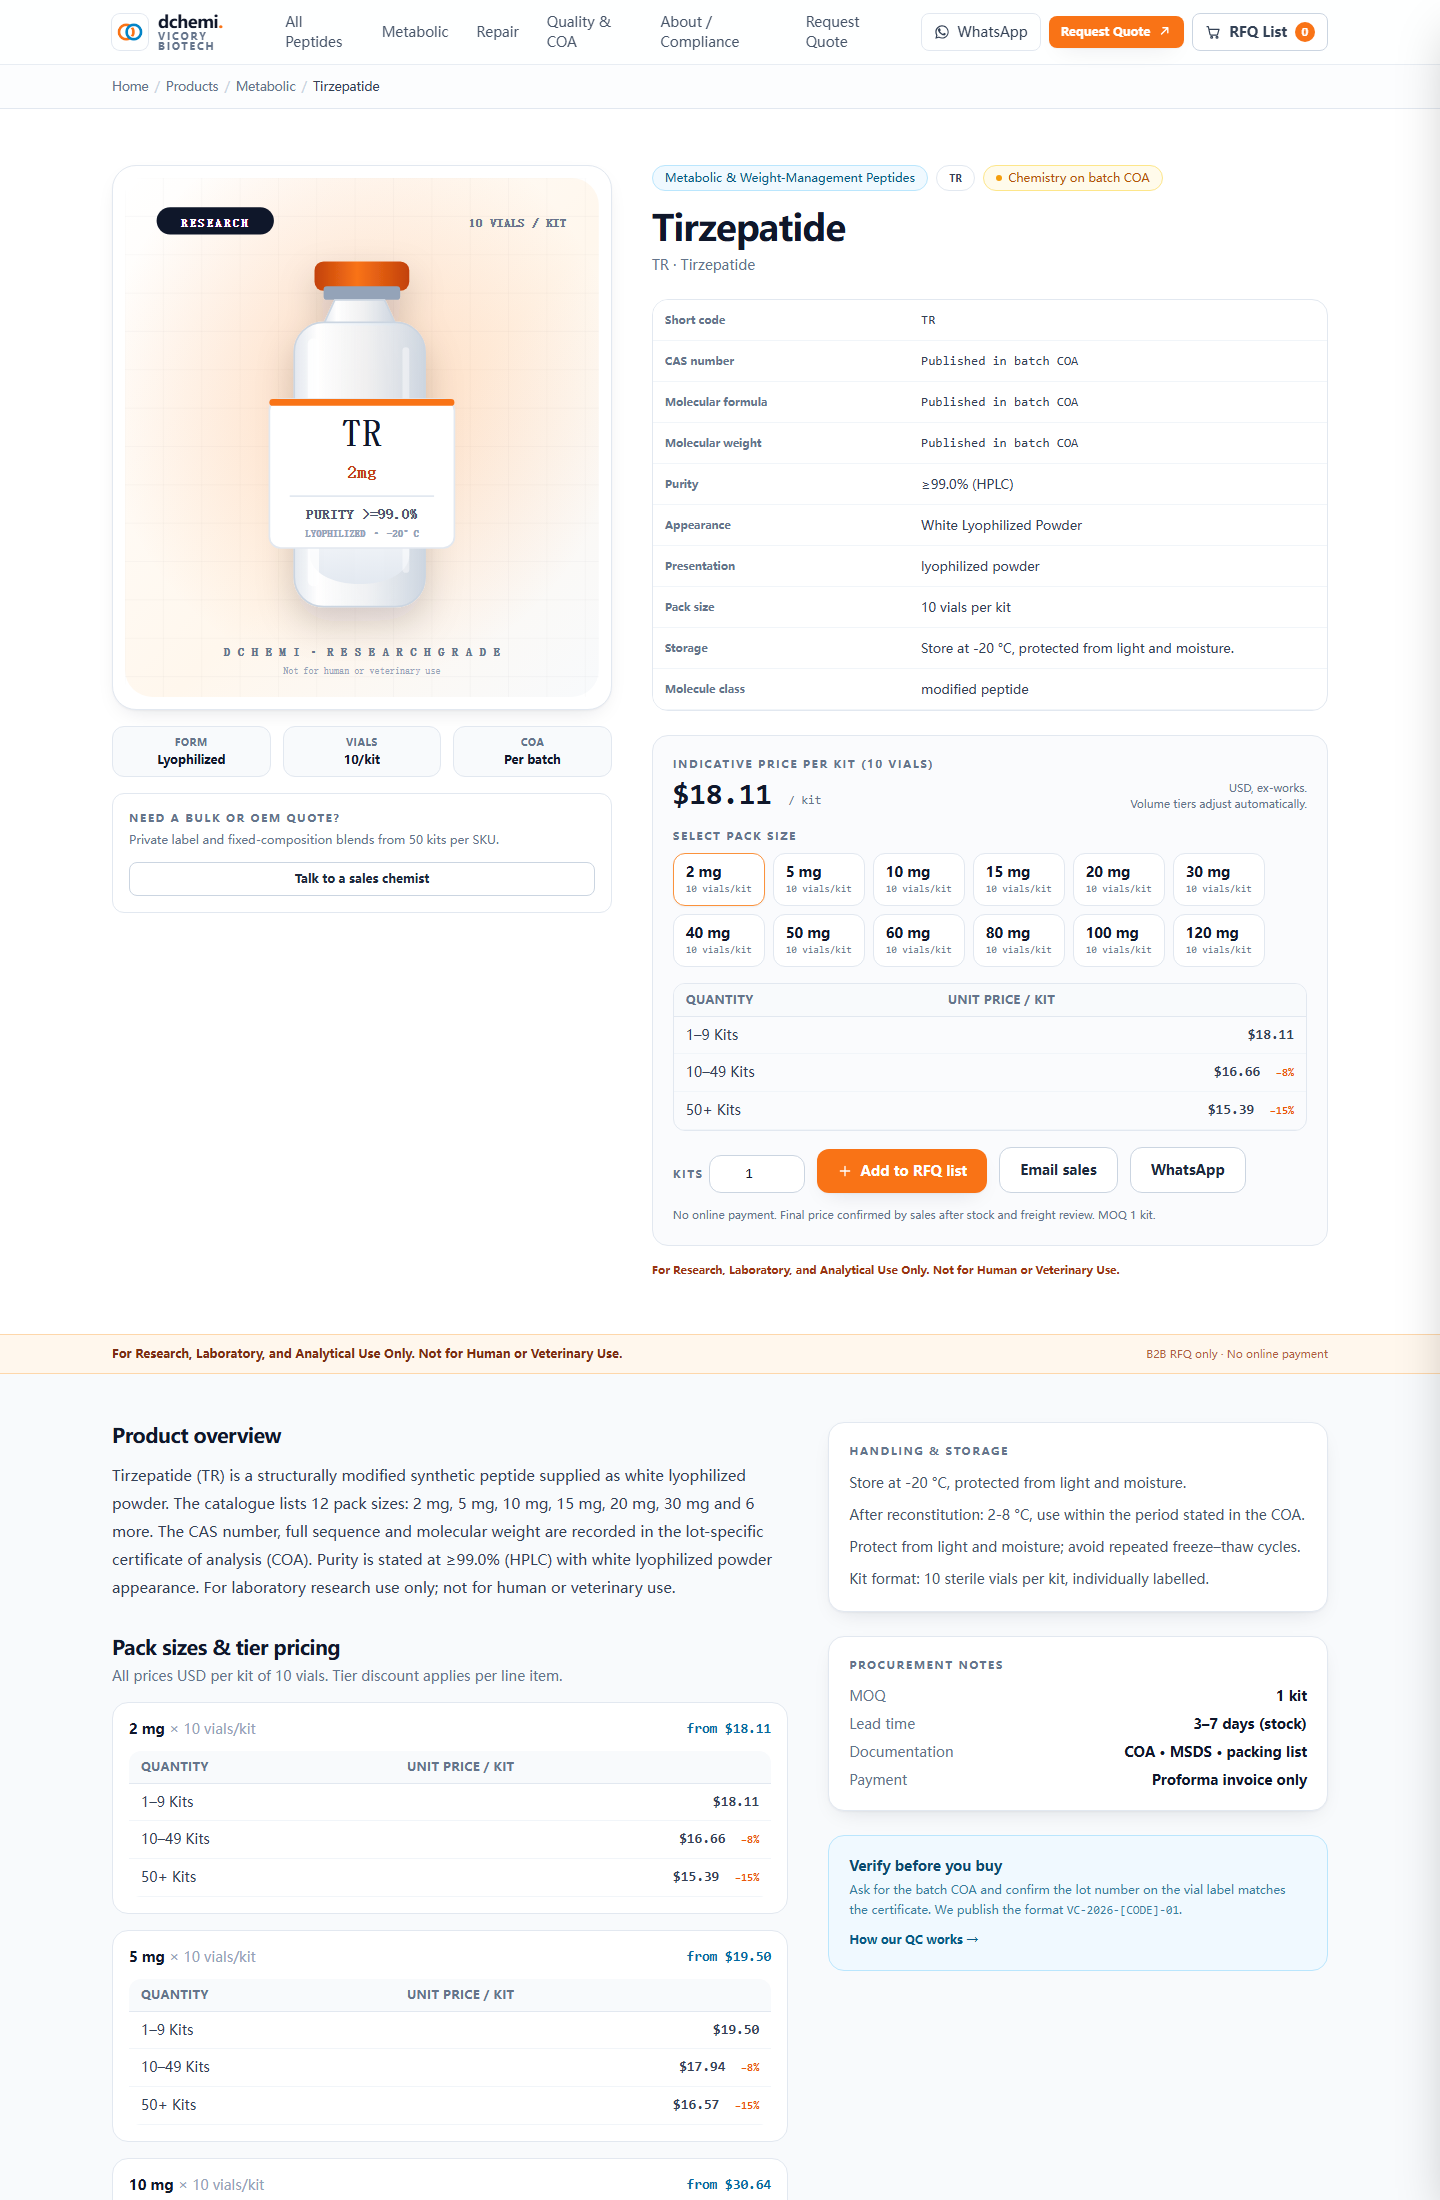 dchemi.
VICORY
BIOTECH
All Peptides
Metabolic
Repair
Quality & COA
About / Compliance
Request Quote
WhatsApp
Request Quote ↗
RFQ List 0
Home / Products / Metabolic / Tirzepatide
RESEARCH
10 VIALS / KIT
TR
2mg
PURITY >=99.0%
LYOPHILIZED - -20° C
DCHEMI - RESEARCHGRADE
Not for human or veterinary use
FORM
Lyophilized
VIALS
10/kit
COA
Per batch
NEED A BULK OR OEM QUOTE?
Private label and fixed-composition blends from 50 kits per SKU.
Talk to a sales chemist
Metabolic & Weight-Management Peptides
TR
Chemistry on batch COA
Tirzepatide
TR · Tirzepatide
Short code TR
CAS number Published in batch COA
Molecular formula Published in batch COA
Molecular weight Published in batch COA
Purity ≥99.0% (HPLC)
Appearance White Lyophilized Powder
Presentation lyophilized powder
Pack size 10 vials per kit
Storage Store at -20 °C, protected from light and moisture.
Molecule class modified peptide
INDICATIVE PRICE PER KIT (10 VIALS)
$18.11 / kit
USD, ex-works.
Volume tiers adjust automatically.
SELECT PACK SIZE
2 mg
10 vials/kit
5 mg
10 vials/kit
10 mg
10 vials/kit
15 mg
10 vials/kit
20 mg
10 vials/kit
30 mg
10 vials/kit
40 mg
10 vials/kit
50 mg
10 vials/kit
60 mg
10 vials/kit
80 mg
10 vials/kit
100 mg
10 vials/kit
120 mg
10 vials/kit
QUANTITY UNIT PRICE / KIT
1–9 Kits $18.11
10–49 Kits $16.66 −8%
50+ Kits $15.39 −15%
KITS 1
+ Add to RFQ list
Email sales
WhatsApp
No online payment. Final price confirmed by sales after stock and freight review. MOQ 1 kit.
For Research, Laboratory, and Analytical Use Only. Not for Human or Veterinary Use.
For Research, Laboratory, and Analytical Use Only. Not for Human or Veterinary Use.
B2B RFQ only · No online payment
Product overview
Tirzepatide (TR) is a structurally modified synthetic peptide supplied as white lyophilized
powder. The catalogue lists 12 pack sizes: 2 mg, 5 mg, 10 mg, 15 mg, 20 mg, 30 mg and 6
more. The CAS number, full sequence and molecular weight are recorded in the lot-specific
certificate of analysis (COA). Purity is stated at ≥99.0% (HPLC) with white lyophilized powder
appearance. For laboratory research use only; not for human or veterinary use.
Pack sizes & tier pricing
All prices USD per kit of 10 vials. Tier discount applies per line item.
2 mg × 10 vials/kit from $18.11
QUANTITY UNIT PRICE / KIT
1–9 Kits $18.11
10–49 Kits $16.66 −8%
50+ Kits $15.39 −15%
5 mg × 10 vials/kit from $19.50
QUANTITY UNIT PRICE / KIT
1–9 Kits $19.50
10–49 Kits $17.94 −8%
50+ Kits $16.57 −15%
10 mg × 10 vials/kit from $30.64
HANDLING & STORAGE
Store at -20 °C, protected from light and moisture.
After reconstitution: 2-8 °C, use within the period stated in the COA.
Protect from light and moisture; avoid repeated freeze–thaw cycles.
Kit format: 10 sterile vials per kit, individually labelled.
PROCUREMENT NOTES
MOQ 1 kit
Lead time 3–7 days (stock)
Documentation COA • MSDS • packing list
Payment Proforma invoice only
Verify before you buy
Ask for the batch COA and confirm the lot number on the vial label matches
the certificate. We publish the format VC-2026-[CODE]-01.
How our QC works →